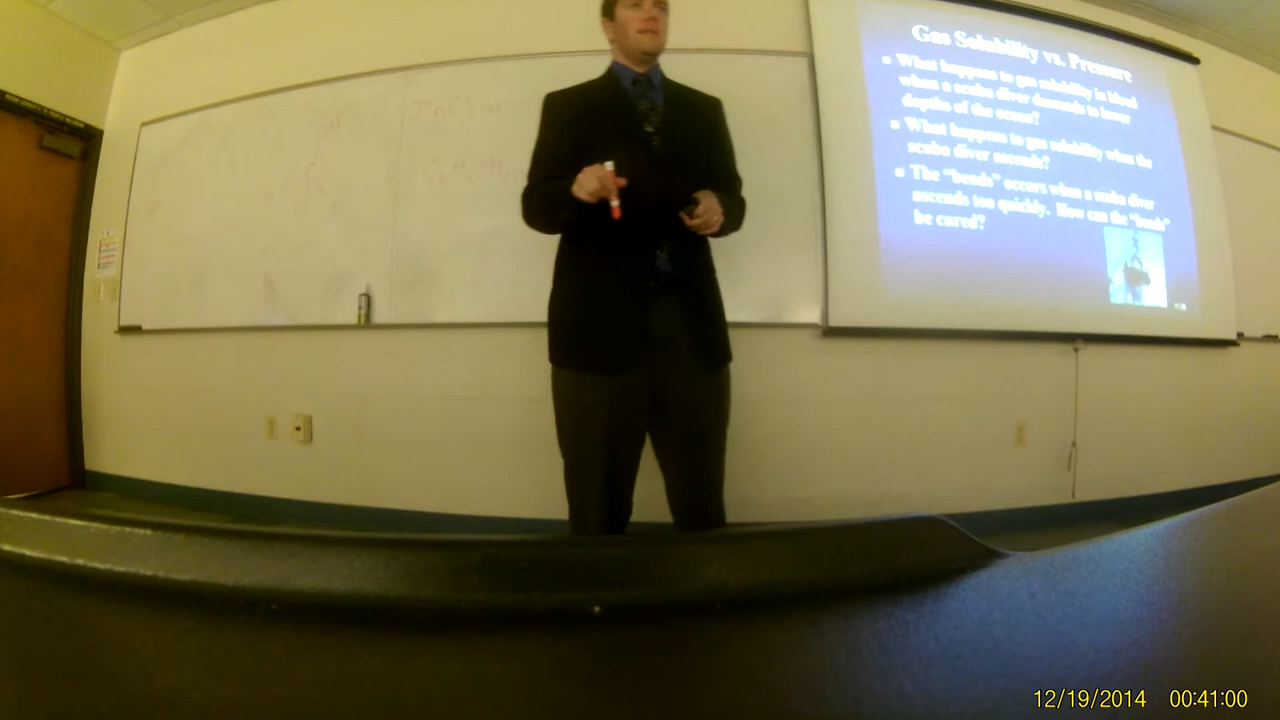 Gas Solubility vs. Pressure
What happens to gas solubility in blood
when a scuba diver descends to lower
depths of the ocean?
What happens to gas solubility when the
scuba diver ascends?
The "bends" occurs when a scuba diver
ascends too quickly. How can the "bends"
be cured?
12/19/2014 00:41:00